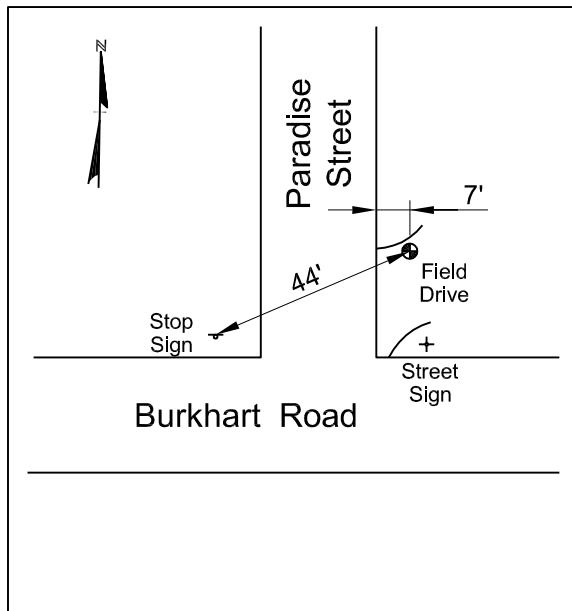 N
Paradise
Street
7'
44'
Field
Drive
Stop
Sign
Street
Sign
Burkhart Road